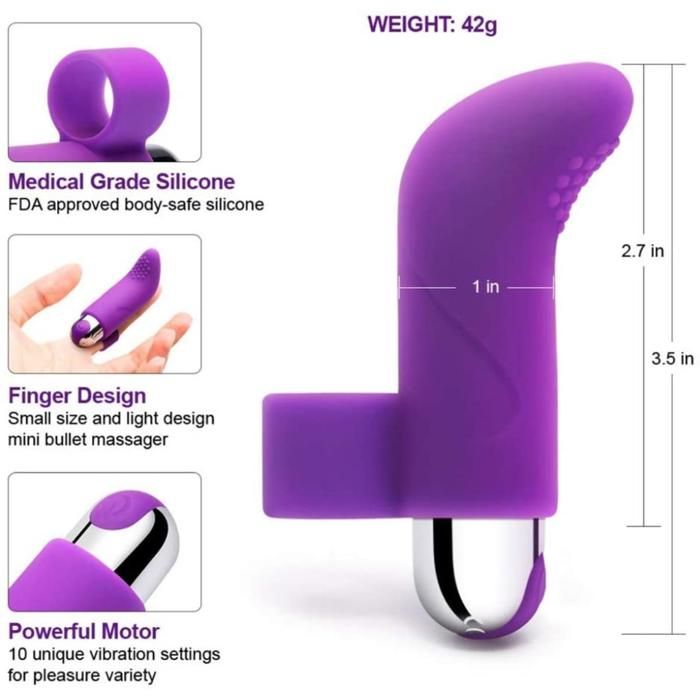 WEIGHT: 42g
Medical Grade Silicone
FDA approved body-safe silicone
Finger Design
Small size and light design
mini bullet massager
Powerful Motor
10 unique vibration settings
for pleasure variety
1 in
2.7 in
3.5 in